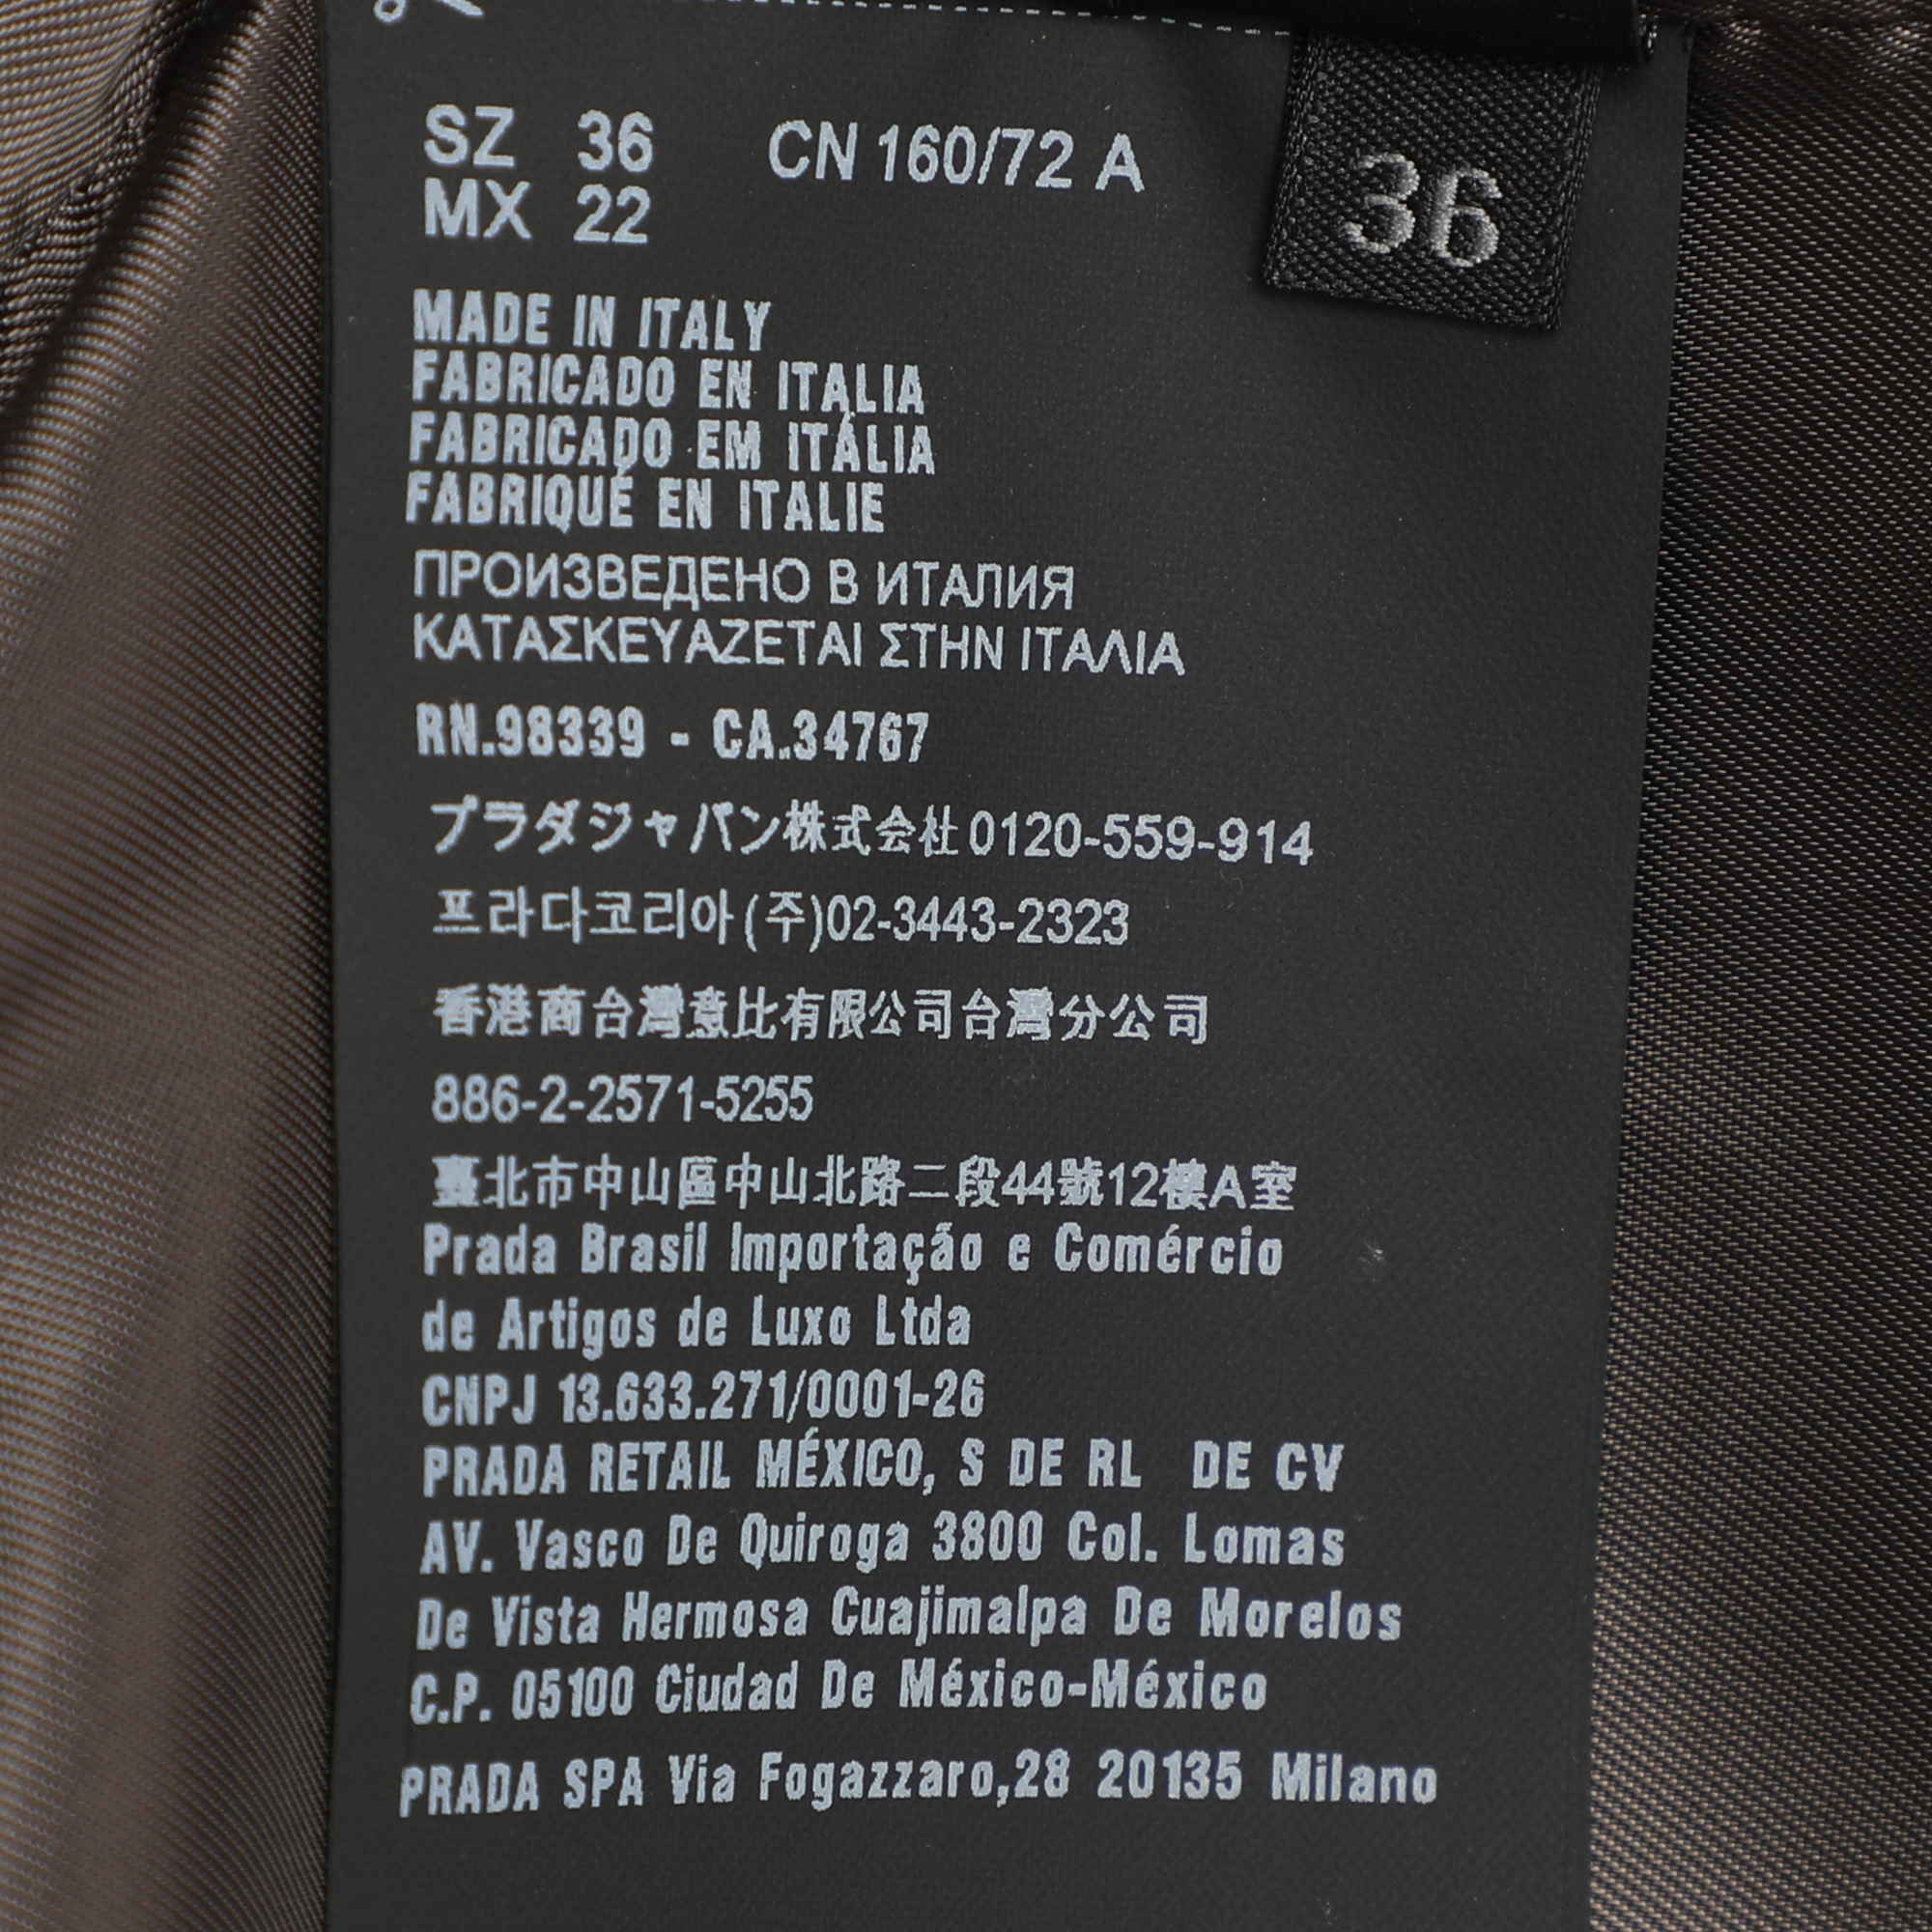 SZ 36 CN 160/72 A
MX 22
36
MADE IN ITALY
FABRICADO EN ITALIA
FABRICADO EM ITÁLIA
FABRIQUÉ EN ITALIE
ПРОИЗВЕДЕНО В ИТАЛИЯ
ΚΑΤΑΣΚΕΥΑΖΕΤΑΙ ΣΤΗΝ ΙΤΑΛΙΑ
RN.98339 - CA.34767
プラダジャパン株式会社0120-559-914
프라다코리아(주)02-3443-2323
香港商台灣意比有限公司台灣分公司
886-2-2571-5255
臺北市中山區中山北路二段44號12樓A室
Prada Brasil Importação e Comércio
de Artigos de Luxo Ltda
CNPJ 13.633.271/0001-26
PRADA RETAIL MÉXICO, S DE RL DE CV
AV. Vasco De Quiroga 3800 Col. Lomas
De Vista Hermosa Cuajimalpa De Morelos
C.P. 05100 Ciudad De México-México
PRADA SPA Via Fogazzaro,28 20135 Milano